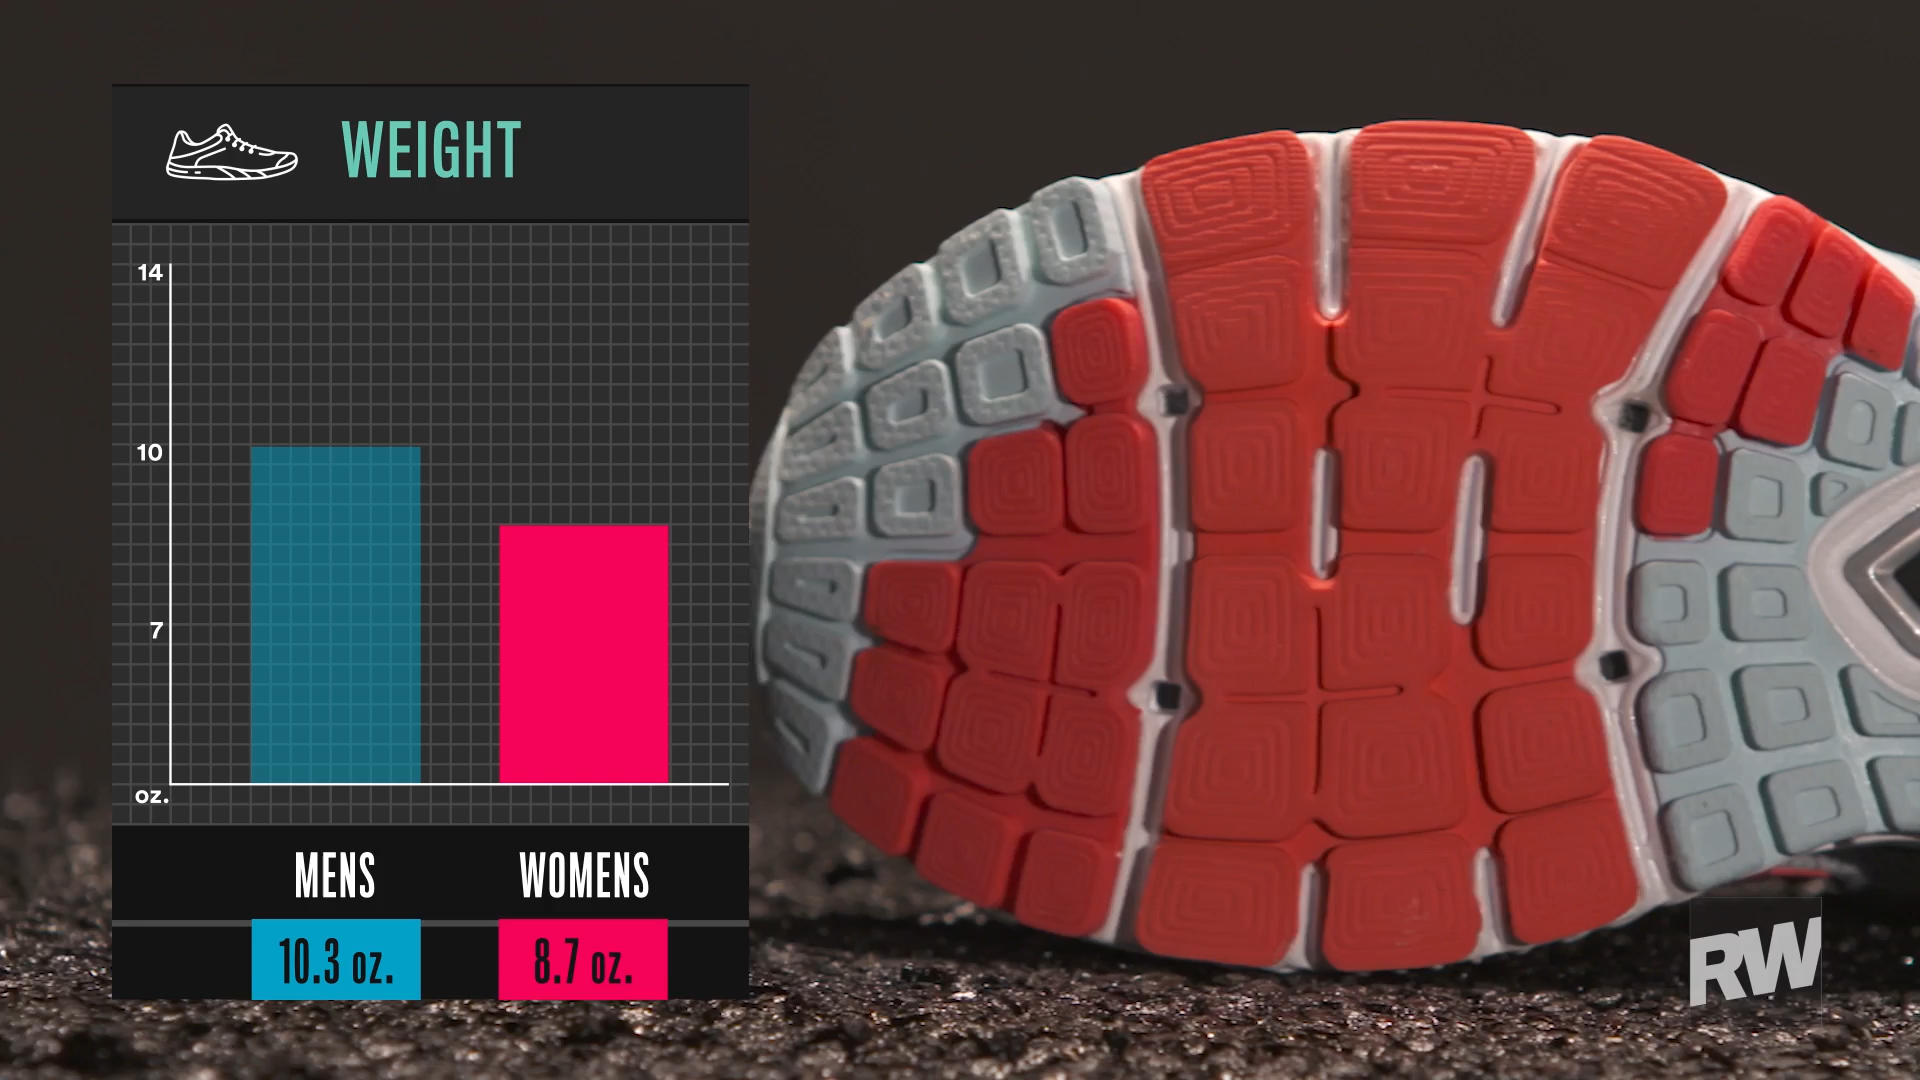 WEIGHT
14
10
7
oz.
MENS WOMENS
10.3 oz. 8.7 oz.
RW